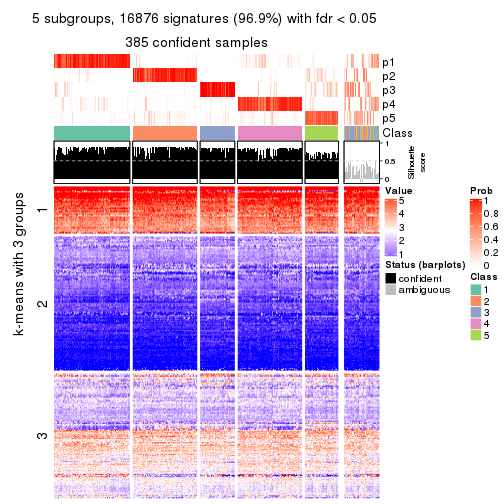 5 subgroups, 16876 signatures (96.9%) with fdr < 0.05
385 confident samples
p1
p2
p3
p4
p5
Class
1
0.5
0
Silhouette
score
k-means with 3 groups
1
2
3
Value
5
4
3
2
1
Status (barplots)
confident
ambiguous
Prob
1
0.8
0.6
0.4
0.2
0
Class
1
2
3
4
5